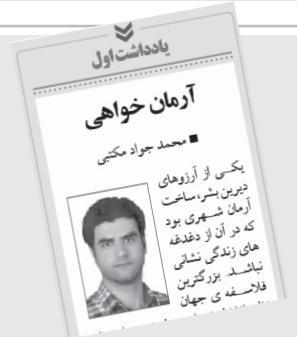 یادداشت اول
آرمان خواهی
■ محمد جواد مکتبی
یکی از آرزوهای
دیرین بشر، ساخت
آرمان شهری بود
که در آن از دغدغه
های زندگی نشانی
نباشد. بزرگترین
فلاسفه ی جهان